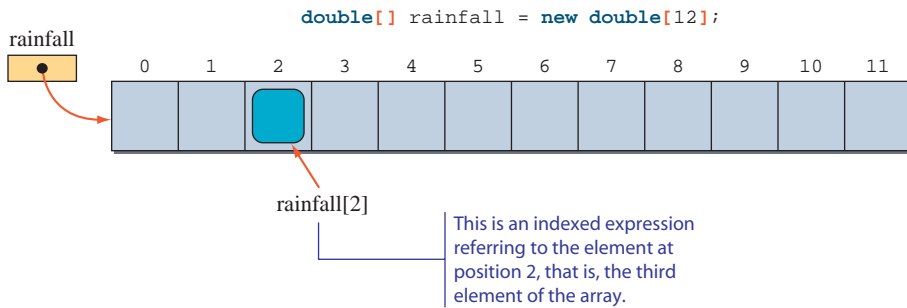 double[] rainfall = new double[12];
rainfall
0 1 2 3 4 5 6 7 8 9 10 11
rainfall[2]
This is an indexed expression
referring to the element at
position 2, that is, the third
element of the array.